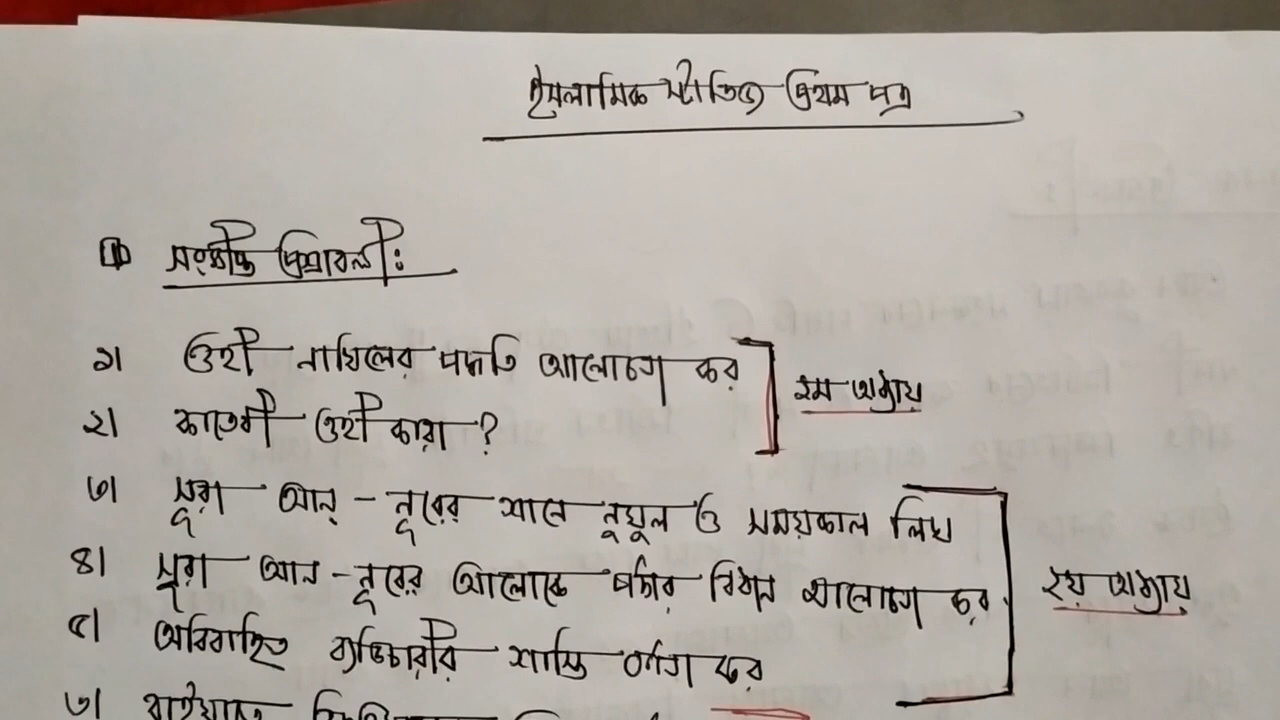 ইসলামিক স্টাডিজ প্রথম পত্র
সংক্ষিপ্ত প্রশ্নাবলী:
১। ওহী নাযিলের পদ্ধতি আলোচনা কর
২। কাতেবী ওহী কারা?
১ম অধ্যায়
৩। সূরা আন্ - নূরের শানে নুযুল ও সময়কাল লিখ
৪। সূরা আন - নূরের আলোকে পর্দার বিধান আলোচনা কর
৫। অবিবাহিত ব্যভিচারীর শাস্তি বর্ণনা কর
২য় অধ্যায়
৬।